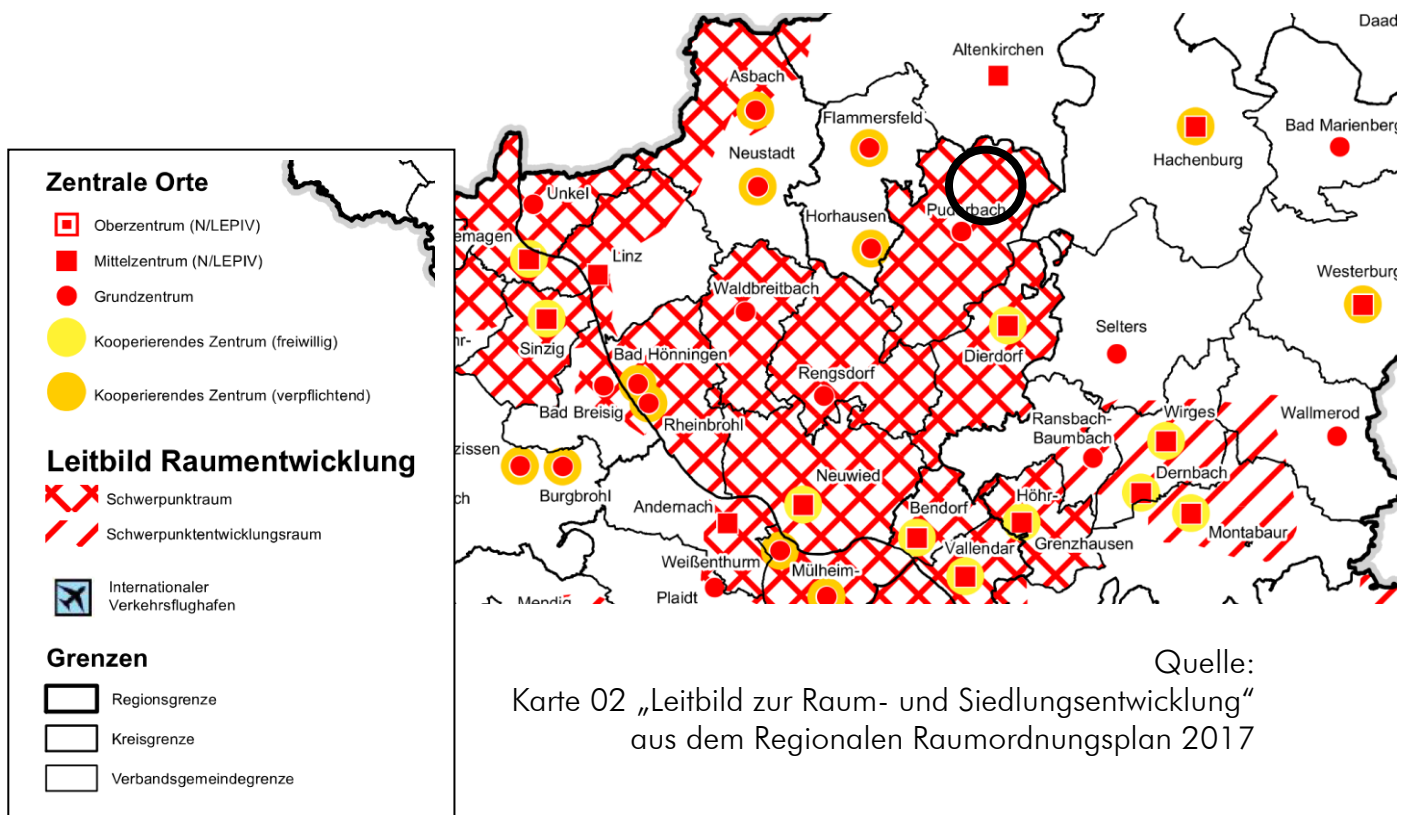 Zentrale Orte
Oberzentrum (N/LEPIV)
Mittelzentrum (N/LEPIV)
Grundzentrum
Kooperierendes Zentrum (freiwillig)
Kooperierendes Zentrum (verpflichtend)
Leitbild Raumentwicklung
Schwerpunktraum
Schwerpunktentwicklungsraum
Internationaler
Verkehrsflughafen
Grenzen
Regionsgrenze
Kreisgrenze
Verbandsgemeindegrenze
Daad
Altenkirchen
Asbach
Flammersfeld
Bad Marienberg
Neustadt
Hachenburg
Unkel
Horhausen
Puderbach
emagen
Linz
Westerburg
Waldbreitbach
Selters
hr-
Sinzig
Bad Hönningen
Dierdorf
Rengsdorf
Bad Breisig
Rheinbrohl
Ransbach-
Baumbach
Wirges
Wallmerod
zissen
Burgbrohl
Neuwied
Dernbach
ch
Andernach
Bendorf
Höhr-
Grenzhausen
Montabaur
Weißenthurm
Vallendar
Mülheim-
Plaidt
Mendig
Quelle:
Karte 02 „Leitbild zur Raum- und Siedlungsentwicklung“
aus dem Regionalen Raumordnungsplan 2017